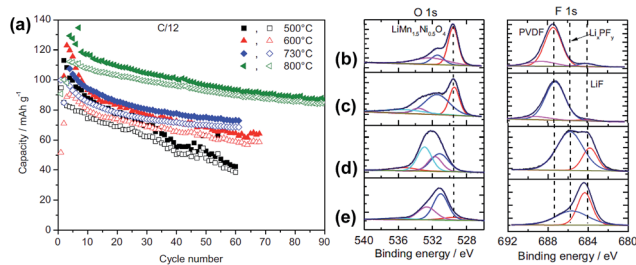 (a)
C/12
500°C
600°C
730°C
800°C
140
120
100
80
60
40
20
0
Capacity / mAh g⁻¹
0 10 20 30 40 50 60 70 80 90
Cycle number
O 1s
F 1s
(b)
(c)
(d)
(e)
LiMn₁.₅Ni₀.₅O₄
PVDF
LiₓPFᵧ
LiF
540 536 532 528
Binding energy / eV
692 688 684 680
Binding energy / eV